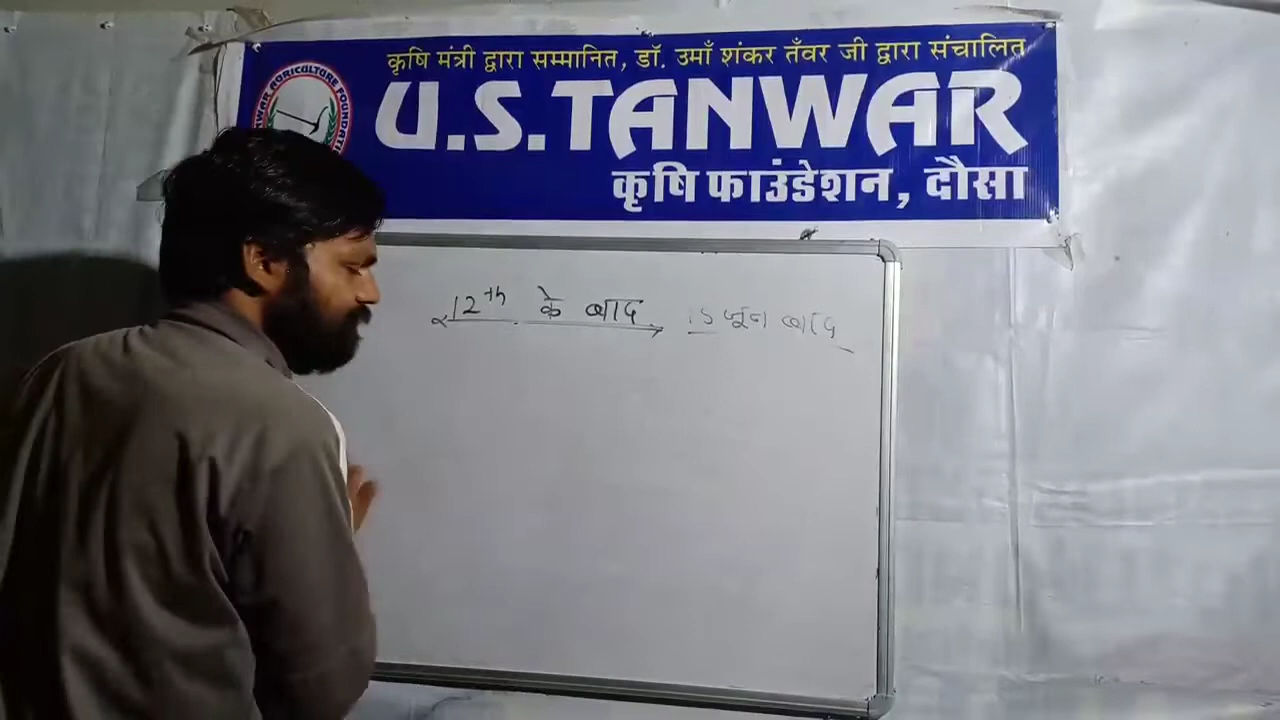 कृषि मंत्री द्वारा सम्मानित, डॉ. उमाँ शंकर तँवर जी द्वारा संचालित
U.S.TANWAR
कृषि फाउंडेशन, दौसा
12th के बाद
15 जून बाद